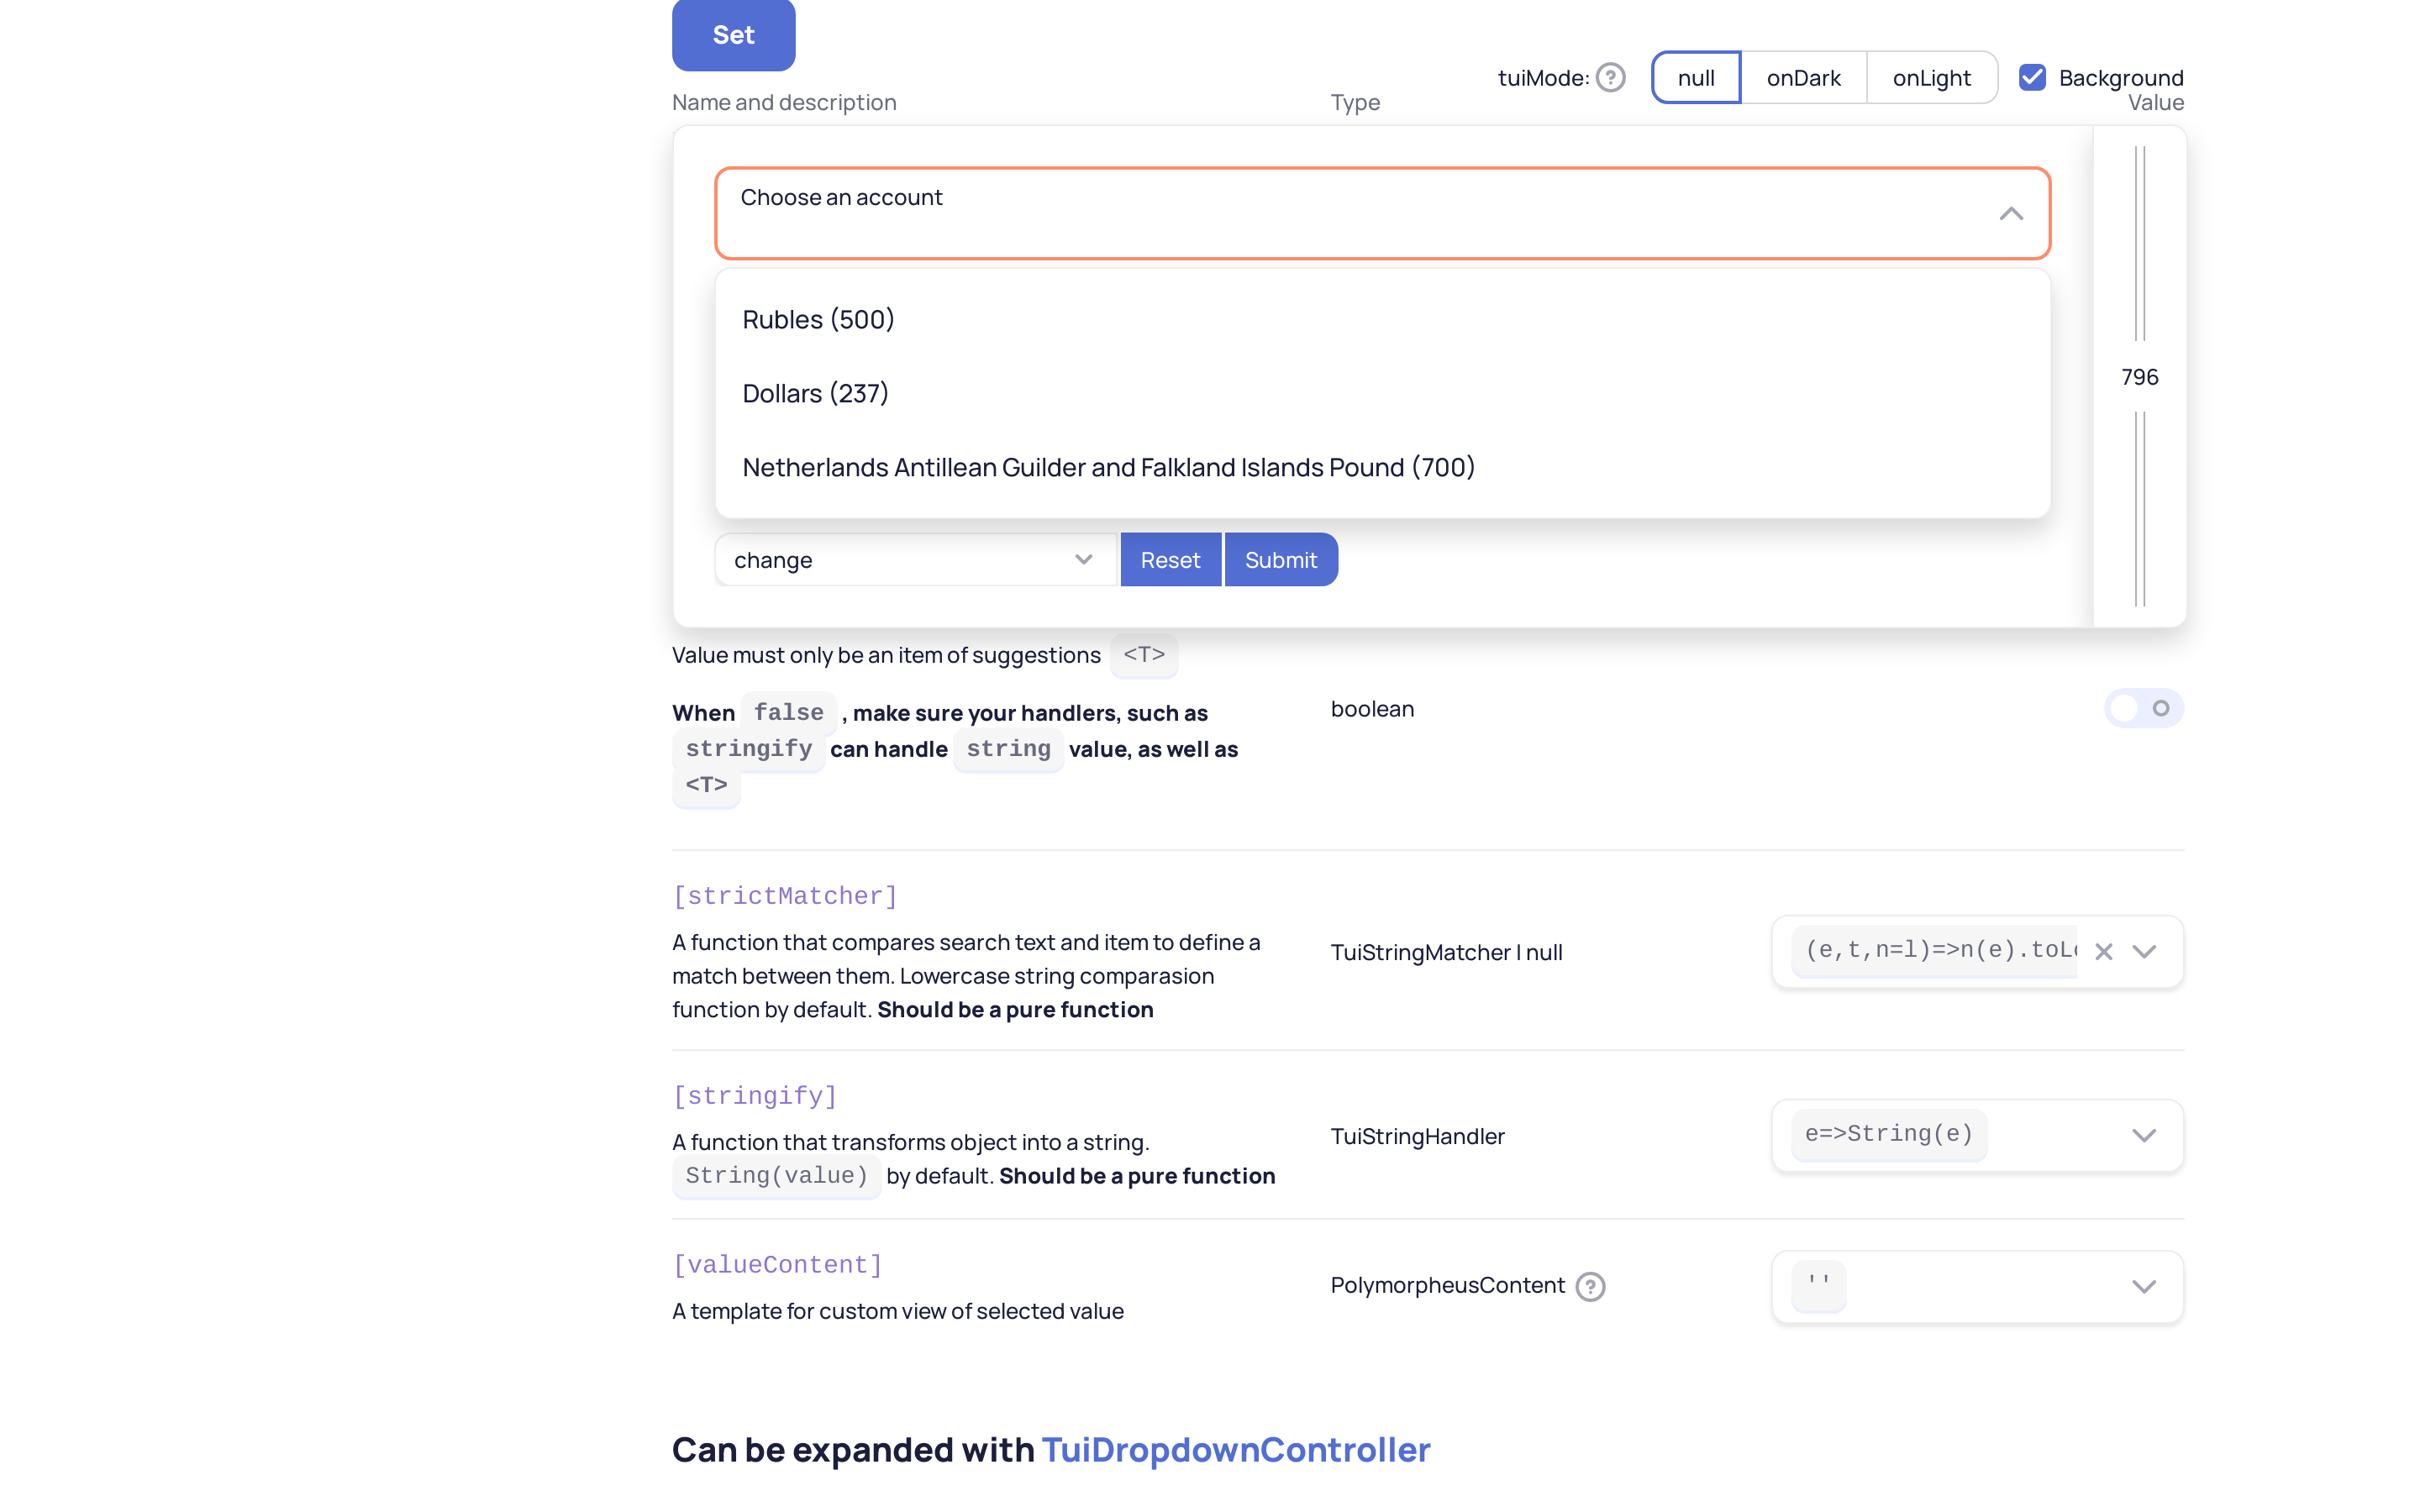 Set
tuiMode: ? null onDark onLight Background
Name and description Type Value
Choose an account
Rubles (500)
Dollars (237)
Netherlands Antillean Guilder and Falkland Islands Pound (700)
796
change Reset Submit
Value must only be an item of suggestions <T>
When false , make sure your handlers, such as
stringify can handle string value, as well as
<T>
boolean
[strictMatcher]
A function that compares search text and item to define a
match between them. Lowercase string comparasion
function by default. Should be a pure function
TuiStringMatcher | null
(e,t,n=l)=>n(e).toLo
[stringify]
A function that transforms object into a string.
String(value) by default. Should be a pure function
TuiStringHandler
e=>String(e)
[valueContent]
A template for custom view of selected value
PolymorpheusContent ?
''
Can be expanded with TuiDropdownController